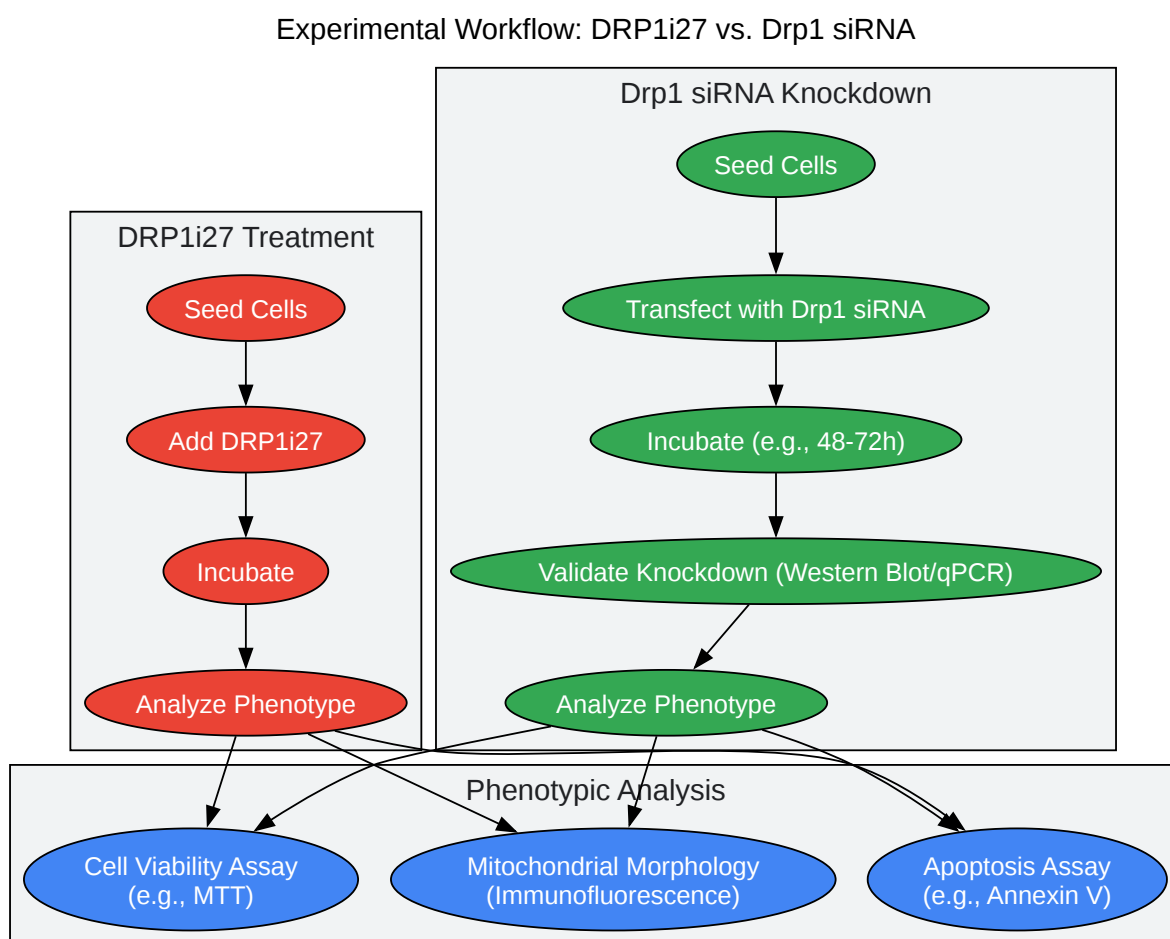 Experimental Workflow: DRP1i27 vs. Drp1 siRNA
DRP1i27 Treatment
Seed Cells
Add DRP1i27
Incubate
Analyze Phenotype
Drp1 siRNA Knockdown
Seed Cells
Transfect with Drp1 siRNA
Incubate (e.g., 48-72h)
Validate Knockdown (Western Blot/qPCR)
Analyze Phenotype
Phenotypic Analysis
Cell Viability Assay
(e.g., MTT)
Mitochondrial Morphology
(Immunofluorescence)
Apoptosis Assay
(e.g., Annexin V)